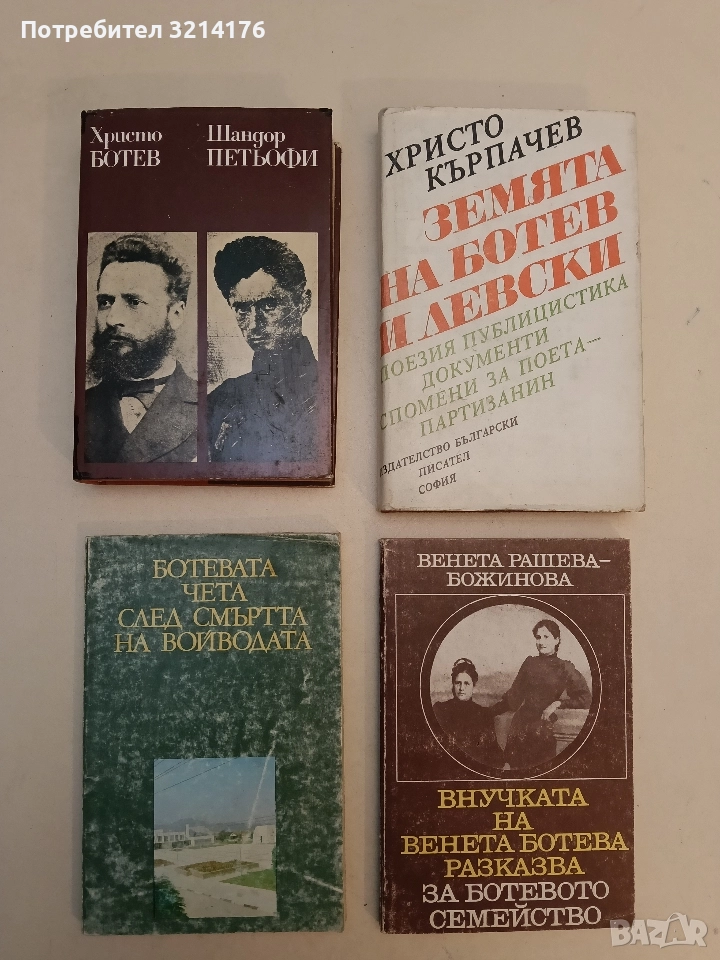 Потребител 3214176
Христо
БОТЕВ
Шандор
ПЕТЬОФИ
ХРИСТО
КЪРПАЧЕВ
ЗЕМЯТА
НА БОТЕВ
И ЛЕВСКИ
ПОЕЗИЯ ПУБЛИЦИСТИКА
ДОКУМЕНТИ
СПОМЕНИ ЗА ПОЕТА—
ПАРТИЗАНИН
ИЗДАТЕЛСТВО БЪЛГАРСКИ
ПИСАТЕЛ
СОФИЯ
БОТЕВАТА
ЧЕТА
СЛЕД СМЪРТТА
НА ВОЙВОДАТА
ВЕНЕТА РАШЕВА-
БОЖИНОВА
ВНУЧКАТА
НА
ВЕНЕТА БОТЕВА
РАЗКАЗВА
ЗА БОТЕВОТО
СЕМЕЙСТВО
BAZAR